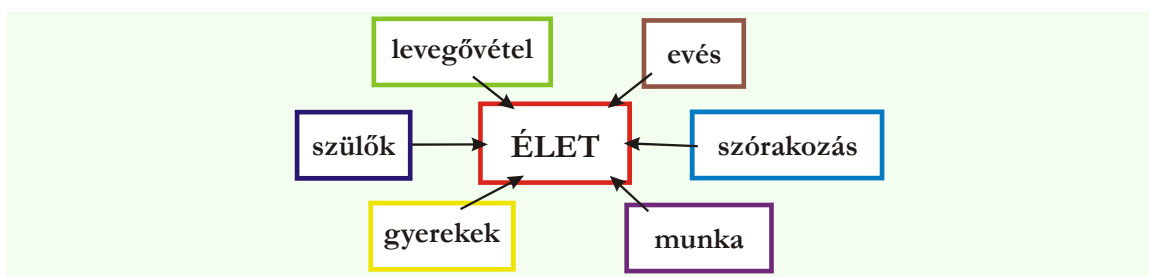 levegővétel
evés
szülők
ÉLET
szórakozás
gyerekek
munka